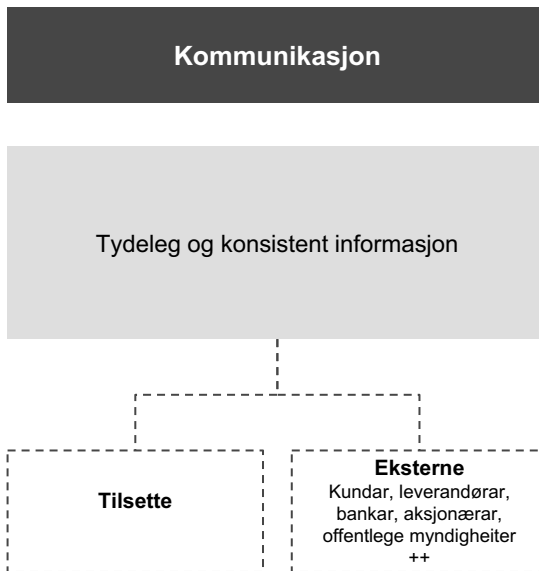 Kommunikasjon
Tydeleg og konsistent informasjon
Tilsette
Eksterne
Kundar, leverandørar,
bankar, aksjonærar,
offentlege myndigheiter
++